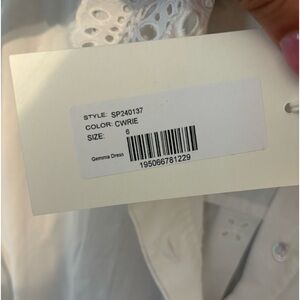 STYLE: SP240137
COLOR: CWRIE
SIZE: 6
Gemma Dress
195066781229